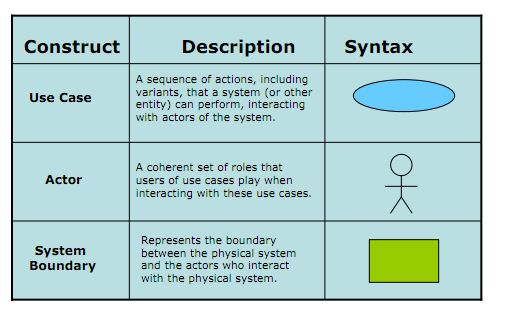 Construct
Description
Syntax
Use Case
A sequence of actions, including
variants, that a system (or other
entity) can perform, interacting
with actors of the system.
Actor
A coherent set of roles that
users of use cases play when
interacting with these use cases.
System
Boundary
Represents the boundary
between the physical system
and the actors who interact
with the physical system.